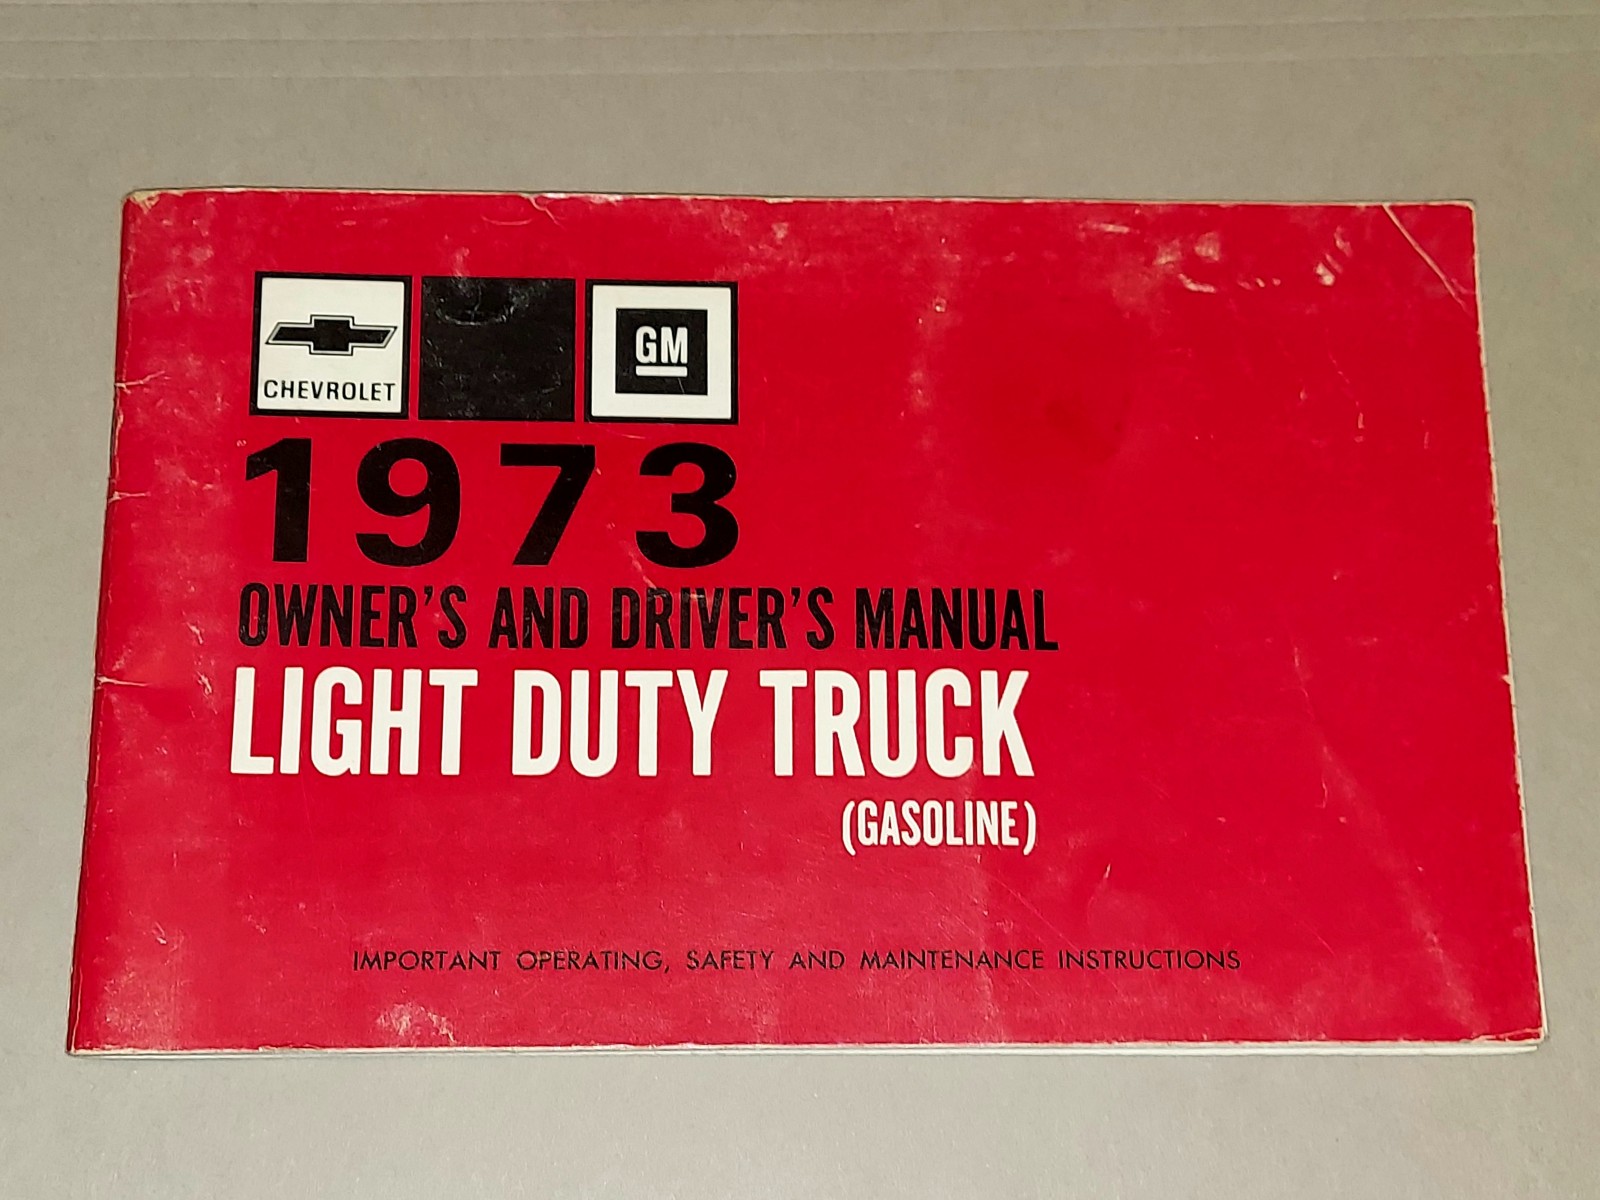 CHEVROLET
GM
1973
OWNER'S AND DRIVER'S MANUAL
LIGHT DUTY TRUCK
(GASOLINE)
IMPORTANT OPERATING, SAFETY AND MAINTENANCE INSTRUCTIONS